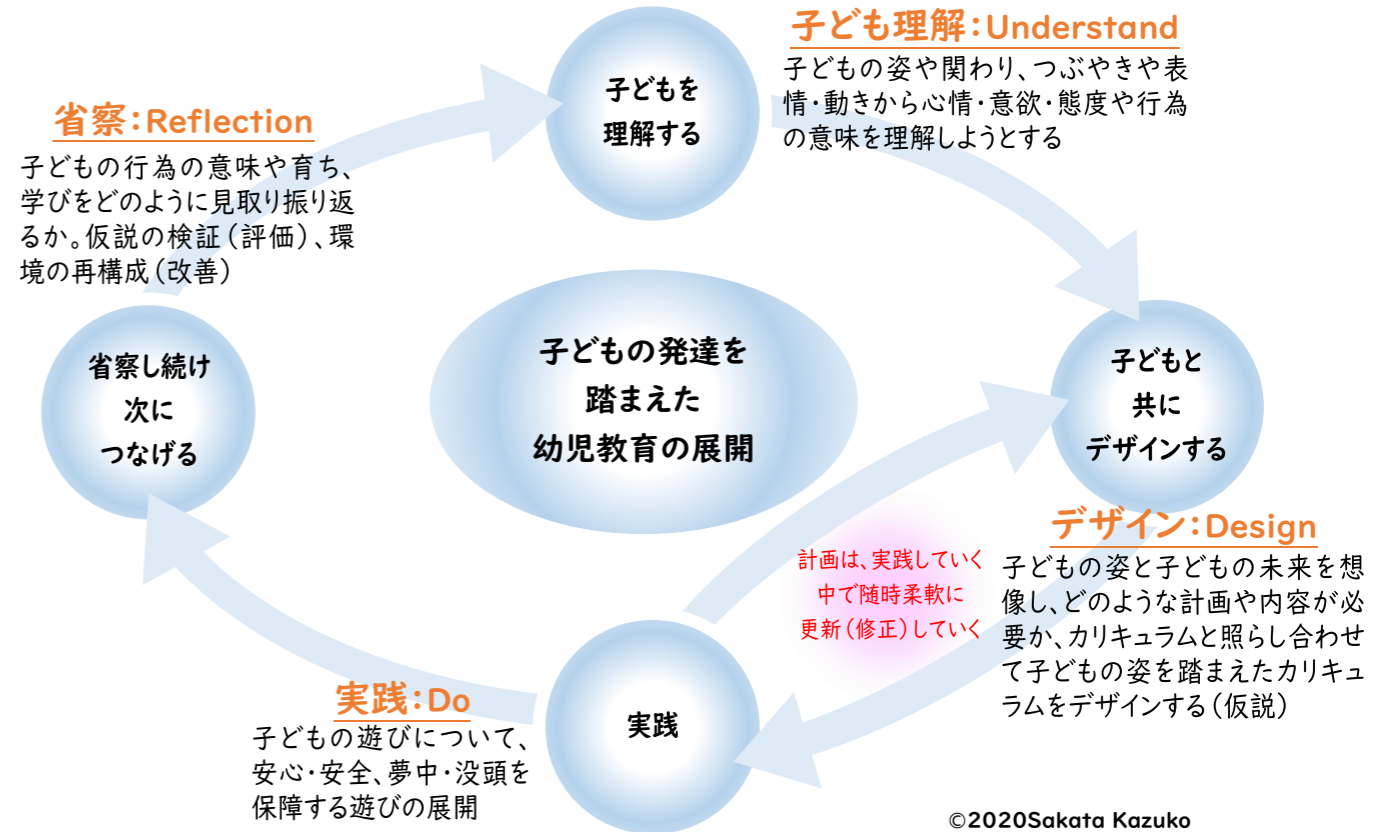 子ども理解:Understand
子どもの姿や関わり、つぶやきや表
情・動きから心情・意欲・態度や行為
の意味を理解しようとする
子どもを
理解する
省察:Reflection
子どもの行為の意味や育ち、
学びをどのように見取り振り返
るか。仮説の検証(評価)、環
境の再構成(改善)
省察し続け
次に
つなげる
子どもの発達を
踏まえた
幼児教育の展開
子どもと
共に
デザインする
デザイン:Design
子どもの姿と子どもの未来を想
像し、どのような計画や内容が必
要か、カリキュラムと照らし合わせ
て子どもの姿を踏まえたカリキュ
ラムをデザインする(仮説)
計画は、実践していく
中で随時柔軟に
更新(修正)していく
実践:Do
子どもの遊びについて、
安心・安全、夢中・没頭を
保障する遊びの展開
実践
©2020Sakata Kazuko